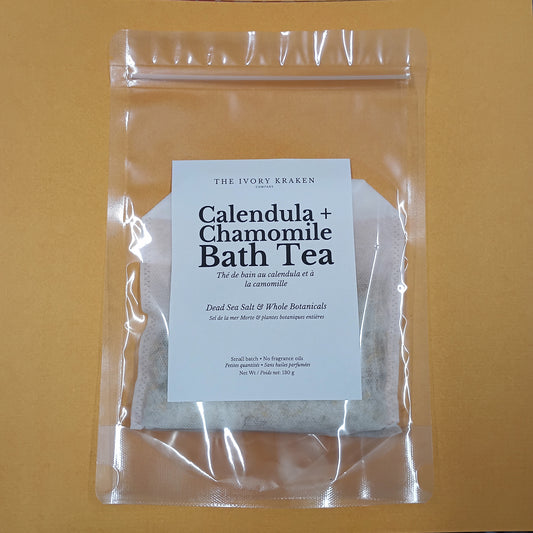 THE IVORY KRAKEN
COMPANY
Calendula +
Chamomile
Bath Tea
Thé de bain au calendula et à
la camomille
Dead Sea Salt & Whole Botanicals
Sel de la mer Morte & plantes botaniques entières
Small batch • No fragrance oils
Petites quantités • Sans huiles parfumées
Net Wt / Poids net: 130 g